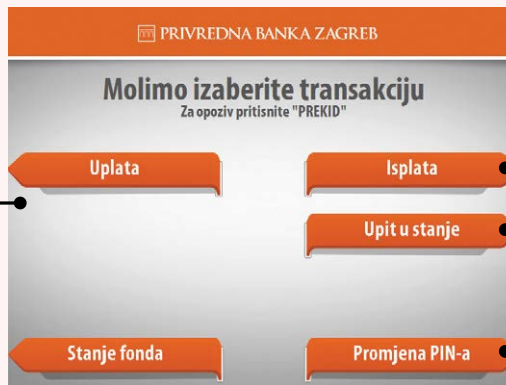 PRIVREDNA BANKA ZAGREB
Molimo izaberite transakciju
Za opoziv pritisnite "PREKID"
Uplata
Isplata
Upit u stanje
Stanje fonda
Promjena PIN-a